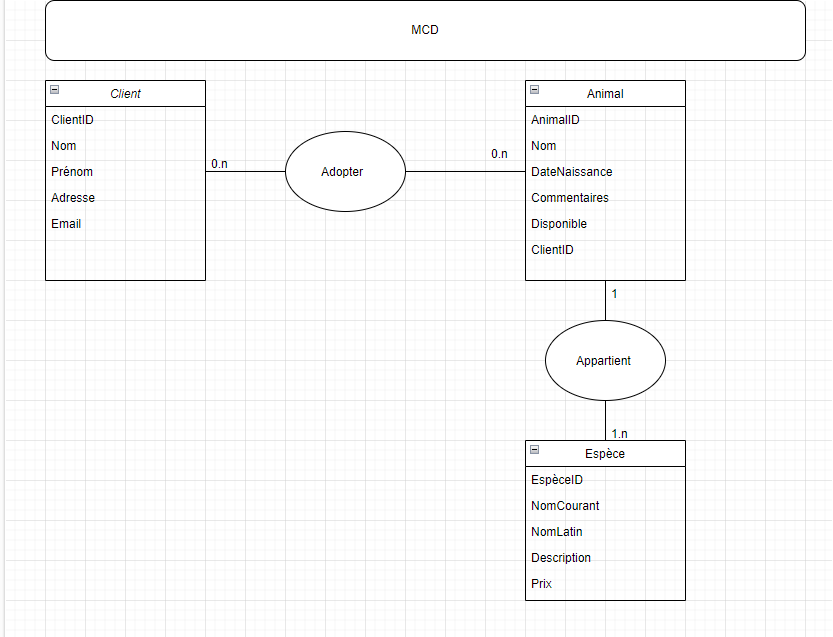 MCD
Client
ClientID
Nom
Prénom
Adresse
Email
0.n
Adopter
0.n
Animal
AnimalID
Nom
DateNaissance
Commentaires
Disponible
ClientID
1
Appartient
1.n
Espèce
EspèceID
NomCourant
NomLatin
Description
Prix